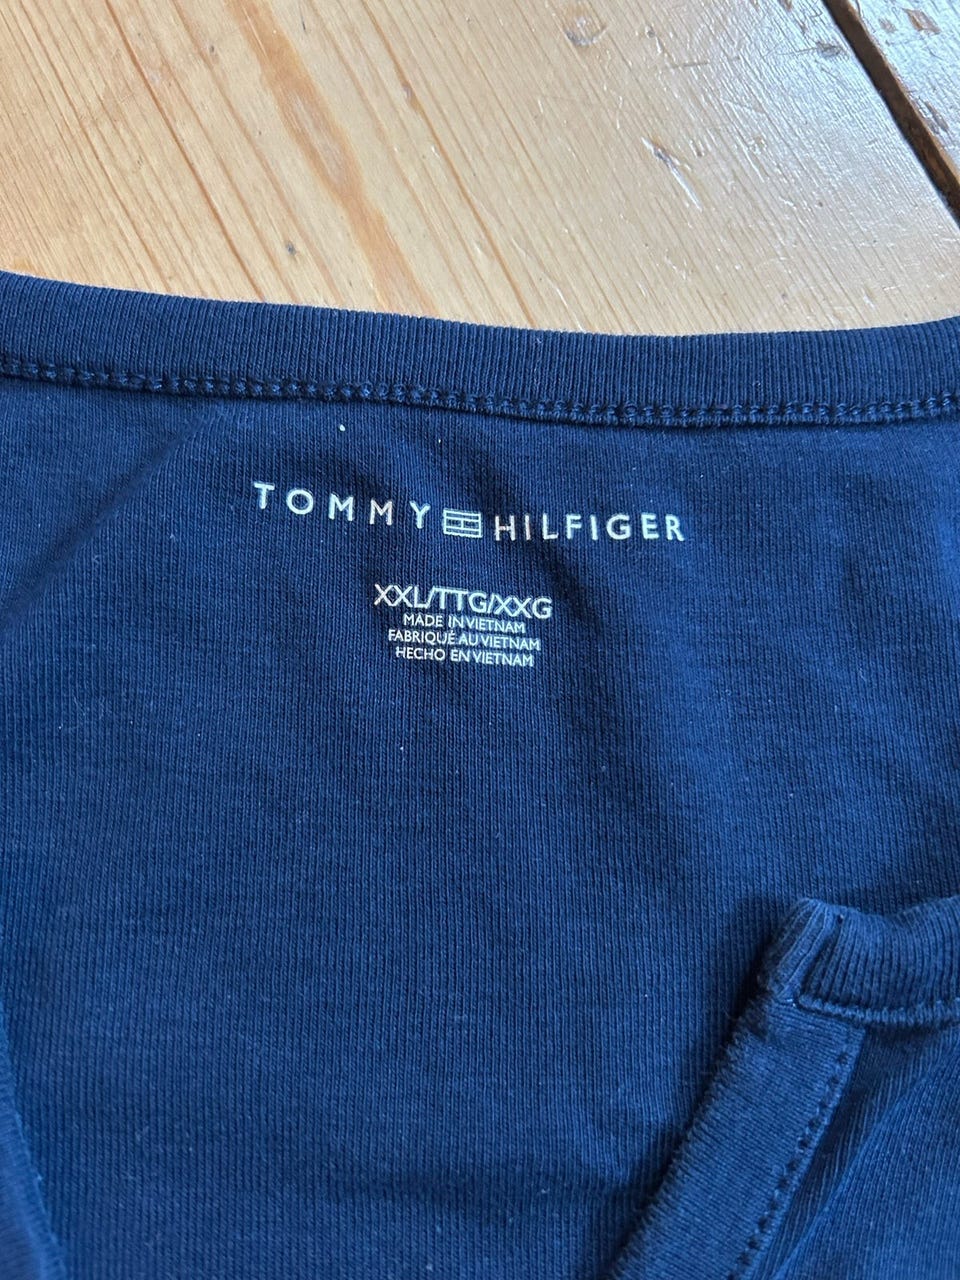 TOMMY HILFIGER
XXL/TTG/XXG
MADE IN VIETNAM
FABRIQUÉ AU VIETNAM
HECHO EN VIETNAM